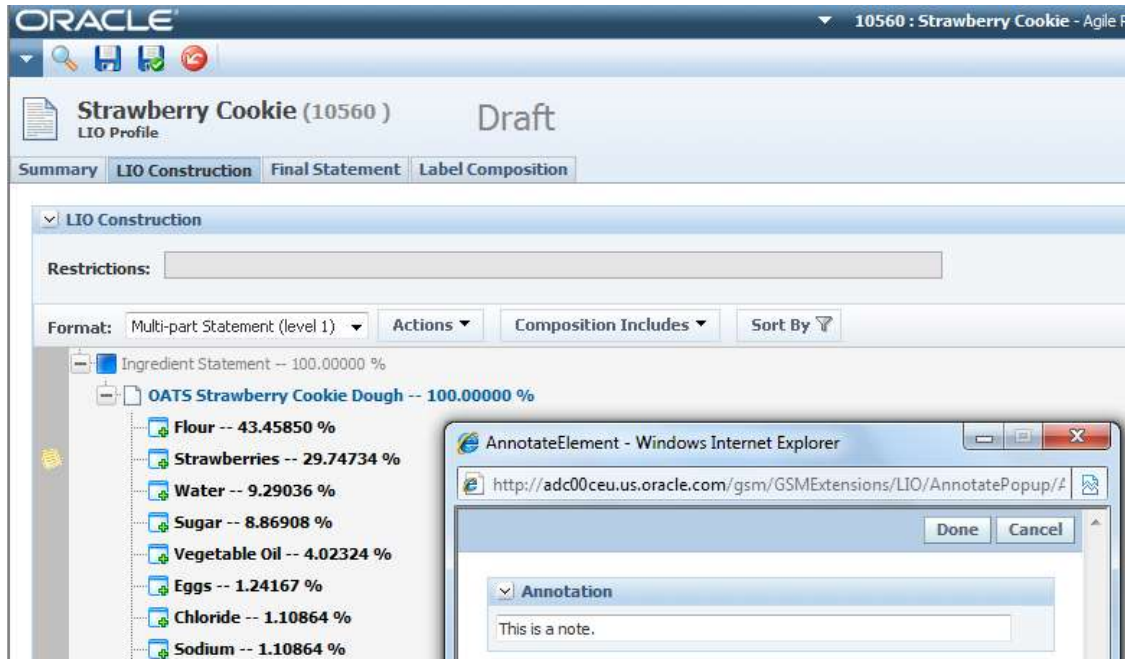 ORACLE
10560 : Strawberry Cookie - Agile
Strawberry Cookie (10560 ) Draft
LIO Profile
Summary LIO Construction Final Statement Label Composition
LIO Construction
Restrictions:
Format: Multi-part Statement (level 1) Actions Composition Includes Sort By
Ingredient Statement -- 100.00000 %
OATS Strawberry Cookie Dough -- 100.00000 %
Flour -- 43.45850 %
Strawberries -- 29.74734 %
Water -- 9.29036 %
Sugar -- 8.86908 %
Vegetable Oil -- 4.02324 %
Eggs -- 1.24167 %
Chloride -- 1.10864 %
Sodium -- 1.10864 %
AnnotateElement - Windows Internet Explorer
http://adc00ceu.us.oracle.com/gsm/GSMExtensions/LIO/AnnotatePopup/
Done Cancel
Annotation
This is a note.